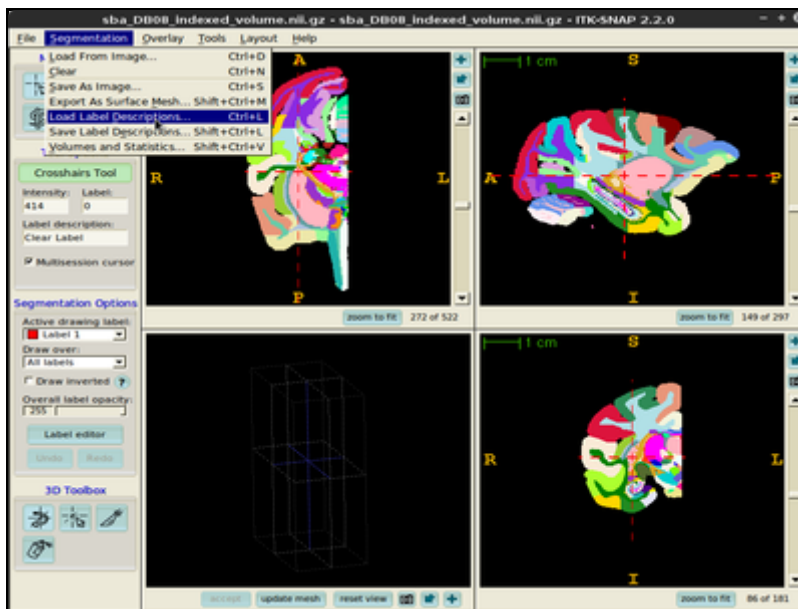 sba_DB08_indexed_volume.nii.gz - sba_DB08_indexed_volume.nii.gz - ITK-SNAP 2.2.0
File Segmentation Overlay Tools Layout Help
Load From Image... Ctrl+D
Clear Ctrl+N
Save As Image... Ctrl+S
Export As Surface Mesh... Shift+Ctrl+M
Load Label Descriptions... Ctrl+L
Save Label Descriptions... Shift+Ctrl+L
Volumes and Statistics... Shift+Ctrl+V
Crosshairs Tool
Intensity: Label:
414 0
Label description:
Clear Label
Multisession cursor
Segmentation Options
Active drawing label:
Label 1
Draw over:
All labels
Draw inverted ?
Overall label opacity:
255
Label editor
Undo Redo
3D Toolbox
A
R L
P
zoom to fit 272 of 522
1 cm S
A P
I
zoom to fit 149 of 297
accept update mesh reset view
1 cm S
R L
I
zoom to fit 86 of 181